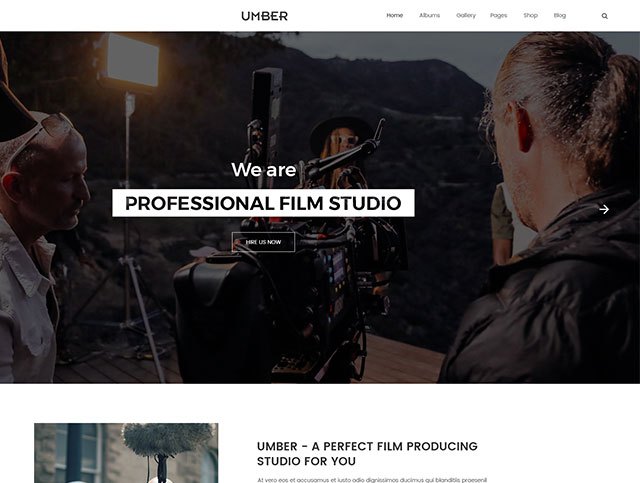 UMBER
Home Albums Gallery Pages Shop Blog
We are
PROFESSIONAL FILM STUDIO
HIRE US NOW
UMBER - A PERFECT FILM PRODUCING
STUDIO FOR YOU
At vero eos et accusamus et iusto odio dignissimos ducimus qui blanditiis praesenil